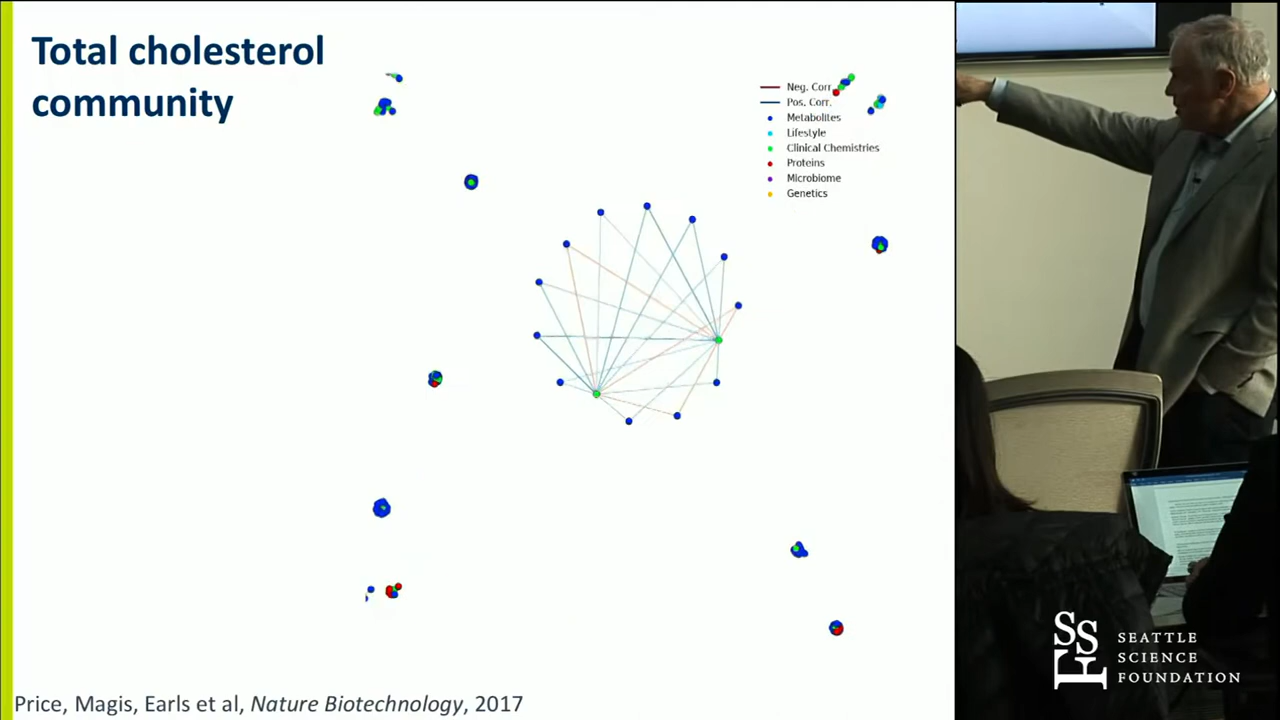 Total cholesterol
community
Neg. Corr.
Pos. Corr.
Metabolites
Lifestyle
Clinical Chemistries
Proteins
Microbiome
Genetics
Price, Magis, Earls et al, Nature Biotechnology, 2017
SSF
SEATTLE
SCIENCE
FOUNDATION